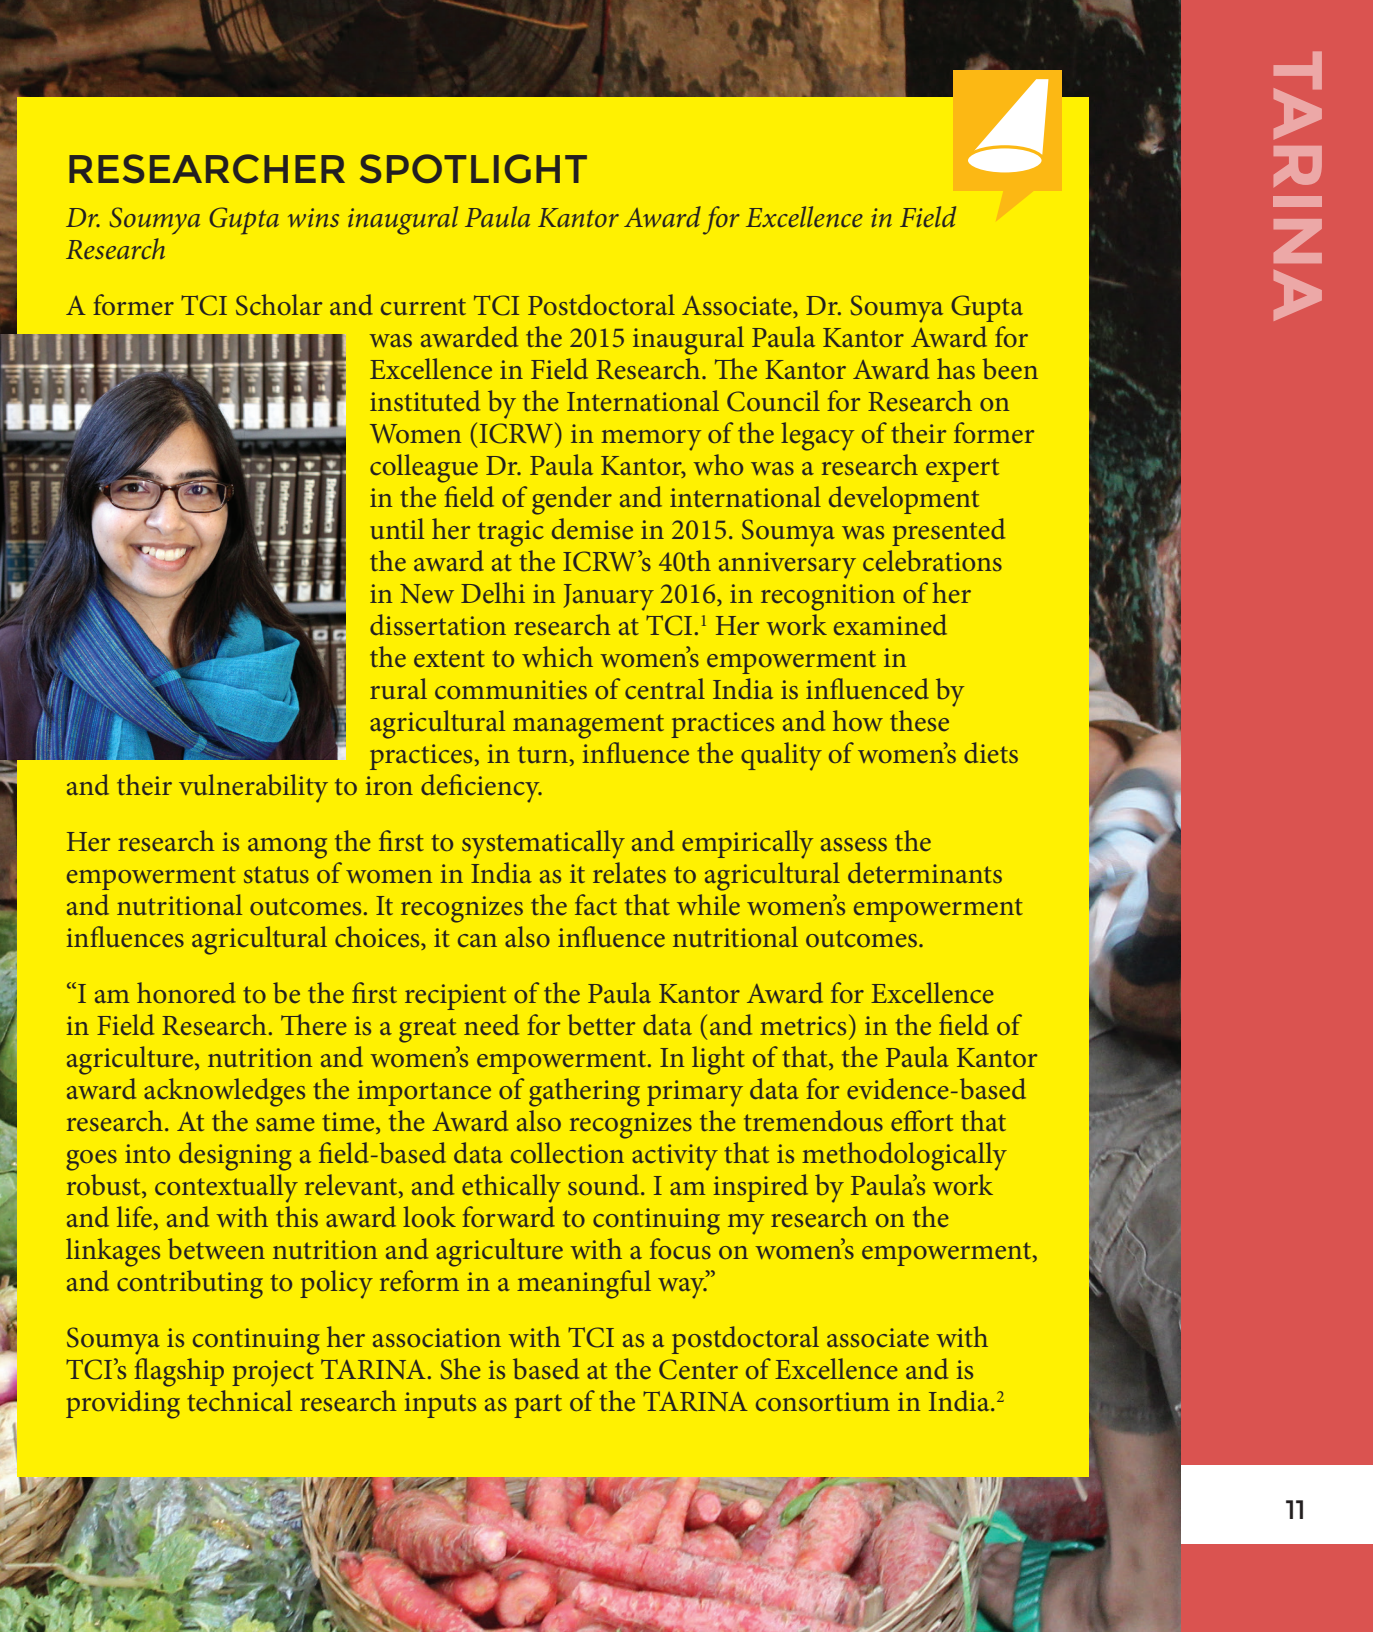 TARINA
RESEARCHER SPOTLIGHT
Dr. Soumya Gupta wins inaugural Paula Kantor Award for Excellence in Field
Research
A former TCI Scholar and current TCI Postdoctoral Associate, Dr. Soumya Gupta
was awarded the 2015 inaugural Paula Kantor Award for
Excellence in Field Research. The Kantor Award has been
instituted by the International Council for Research on
Women (ICRW) in memory of the legacy of their former
colleague Dr. Paula Kantor, who was a research expert
in the field of gender and international development
until her tragic demise in 2015. Soumya was presented
the award at the ICRW’s 40th anniversary celebrations
in New Delhi in January 2016, in recognition of her
dissertation research at TCI.¹ Her work examined
the extent to which women’s empowerment in
rural communities of central India is influenced by
agricultural management practices and how these
practices, in turn, influence the quality of women’s diets
and their vulnerability to iron deficiency.
Her research is among the first to systematically and empirically assess the
empowerment status of women in India as it relates to agricultural determinants
and nutritional outcomes. It recognizes the fact that while women’s empowerment
influences agricultural choices, it can also influence nutritional outcomes.
“I am honored to be the first recipient of the Paula Kantor Award for Excellence
in Field Research. There is a great need for better data (and metrics) in the field of
agriculture, nutrition and women’s empowerment. In light of that, the Paula Kantor
award acknowledges the importance of gathering primary data for evidence-based
research. At the same time, the Award also recognizes the tremendous effort that
goes into designing a field-based data collection activity that is methodologically
robust, contextually relevant, and ethically sound. I am inspired by Paula’s work
and life, and with this award look forward to continuing my research on the
linkages between nutrition and agriculture with a focus on women’s empowerment,
and contributing to policy reform in a meaningful way.”
Soumya is continuing her association with TCI as a postdoctoral associate with
TCI’s flagship project TARINA. She is based at the Center of Excellence and is
providing technical research inputs as part of the TARINA consortium in India.²
11